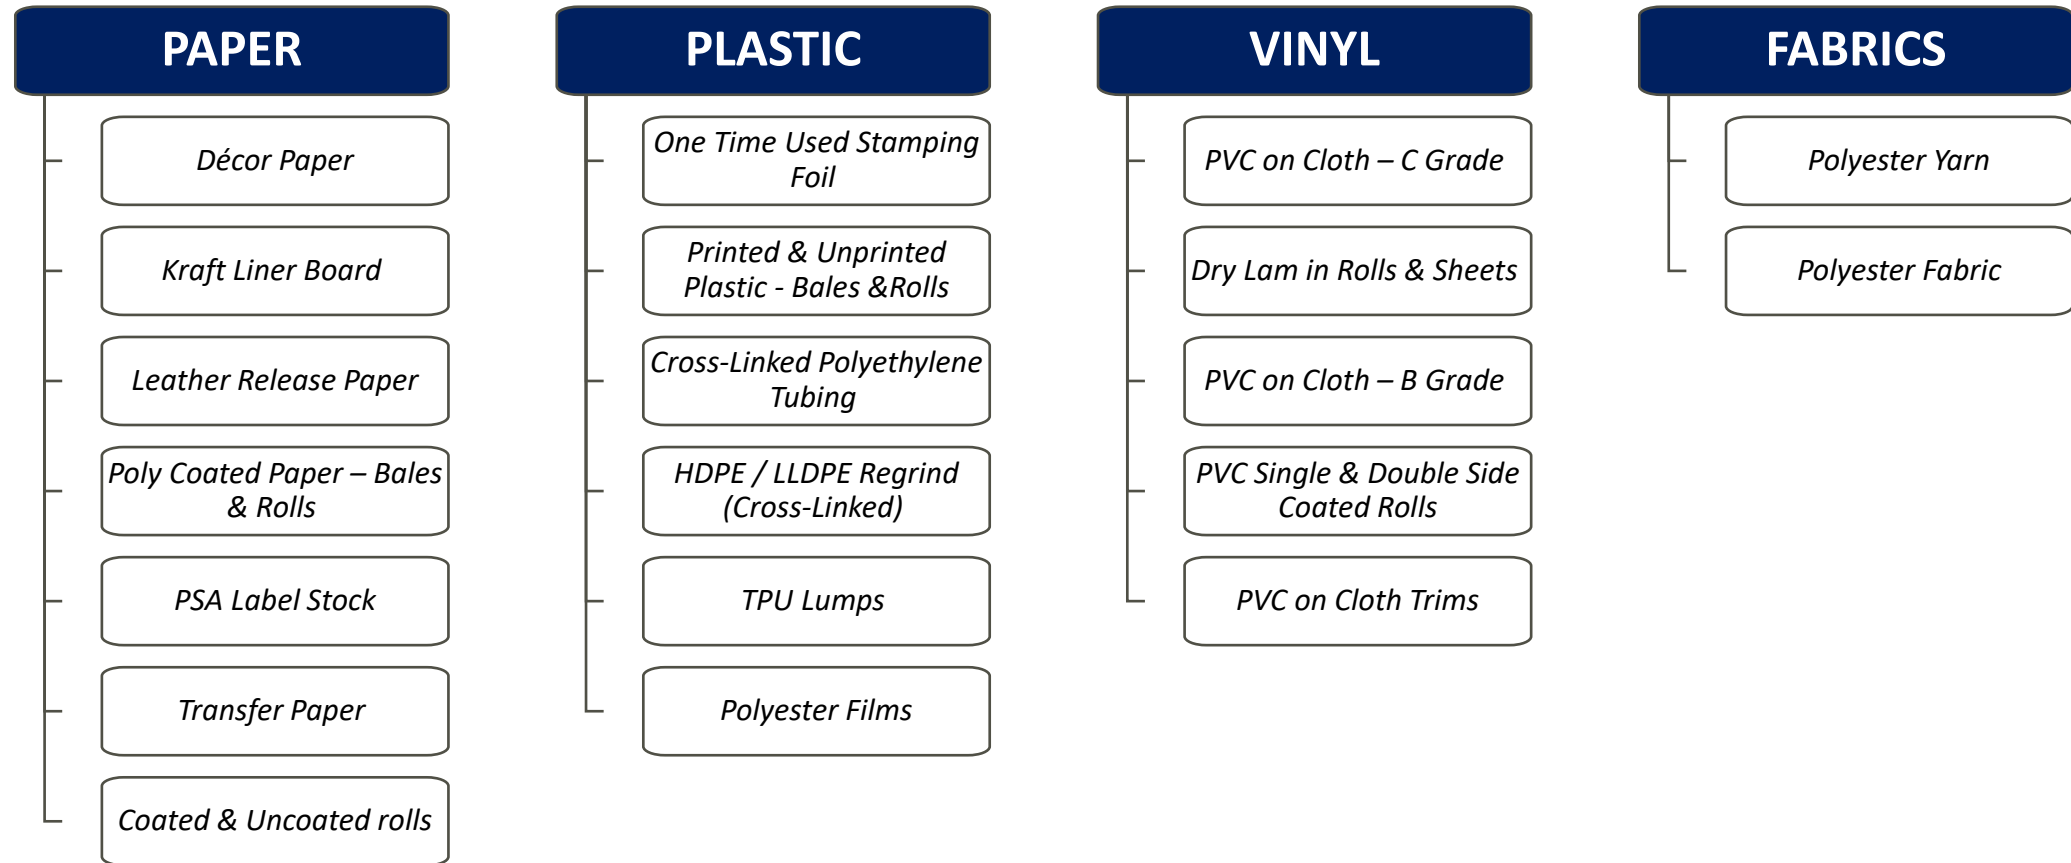 PAPER
Décor Paper
Kraft Liner Board
Leather Release Paper
Poly Coated Paper – Bales
& Rolls
PSA Label Stock
Transfer Paper
Coated & Uncoated rolls
PLASTIC
One Time Used Stamping
Foil
Printed & Unprinted
Plastic - Bales &Rolls
Cross-Linked Polyethylene
Tubing
HDPE / LLDPE Regrind
(Cross-Linked)
TPU Lumps
Polyester Films
VINYL
PVC on Cloth – C Grade
Dry Lam in Rolls & Sheets
PVC on Cloth – B Grade
PVC Single & Double Side
Coated Rolls
PVC on Cloth Trims
FABRICS
Polyester Yarn
Polyester Fabric